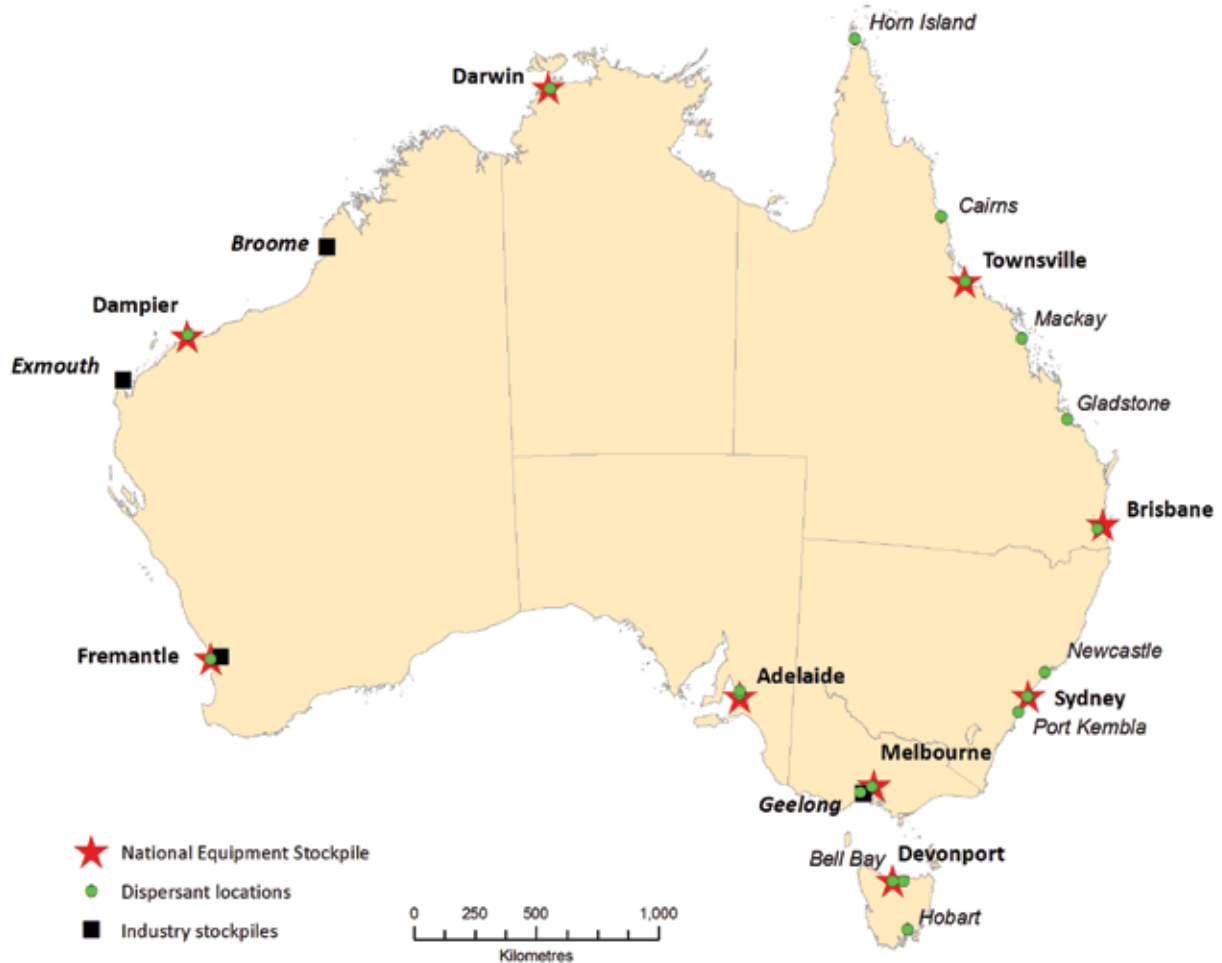 Horn Island
Darwin
Cairns
Broome
Townsville
Dampier
Mackay
Exmouth
Gladstone
Brisbane
Fremantle
Newcastle
Adelaide
Sydney
Port Kembla
Melbourne
Geelong
National Equipment Stockpile
Bell Bay
Devonport
Dispersant locations
Hobart
0 250 500 1,000
Industry stockpiles
Kilometres